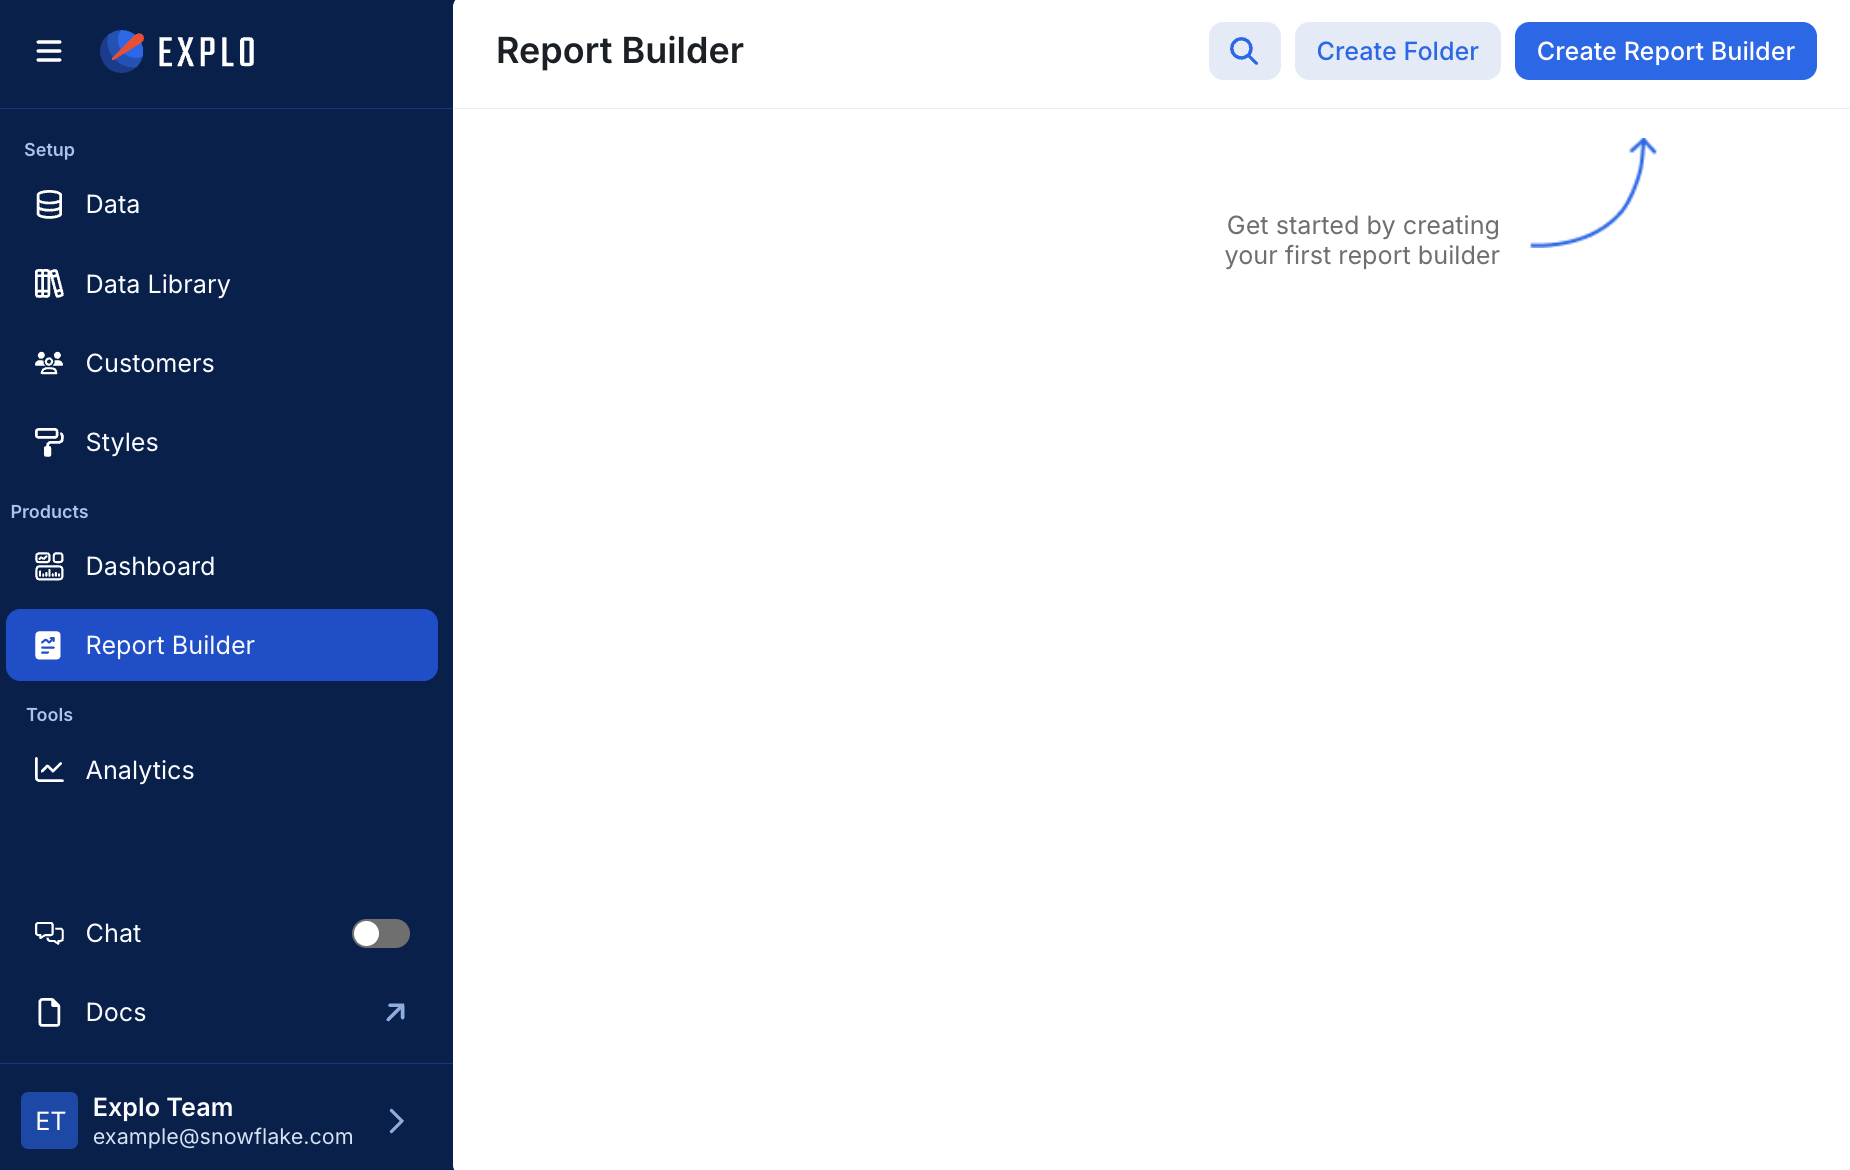 EXPLO
Setup
Data
Data Library
Customers
Styles
Products
Dashboard
Report Builder
Tools
Analytics
Chat
Docs
ET
Explo Team
example@snowflake.com
Report Builder
Create Folder
Create Report Builder
Get started by creating
your first report builder